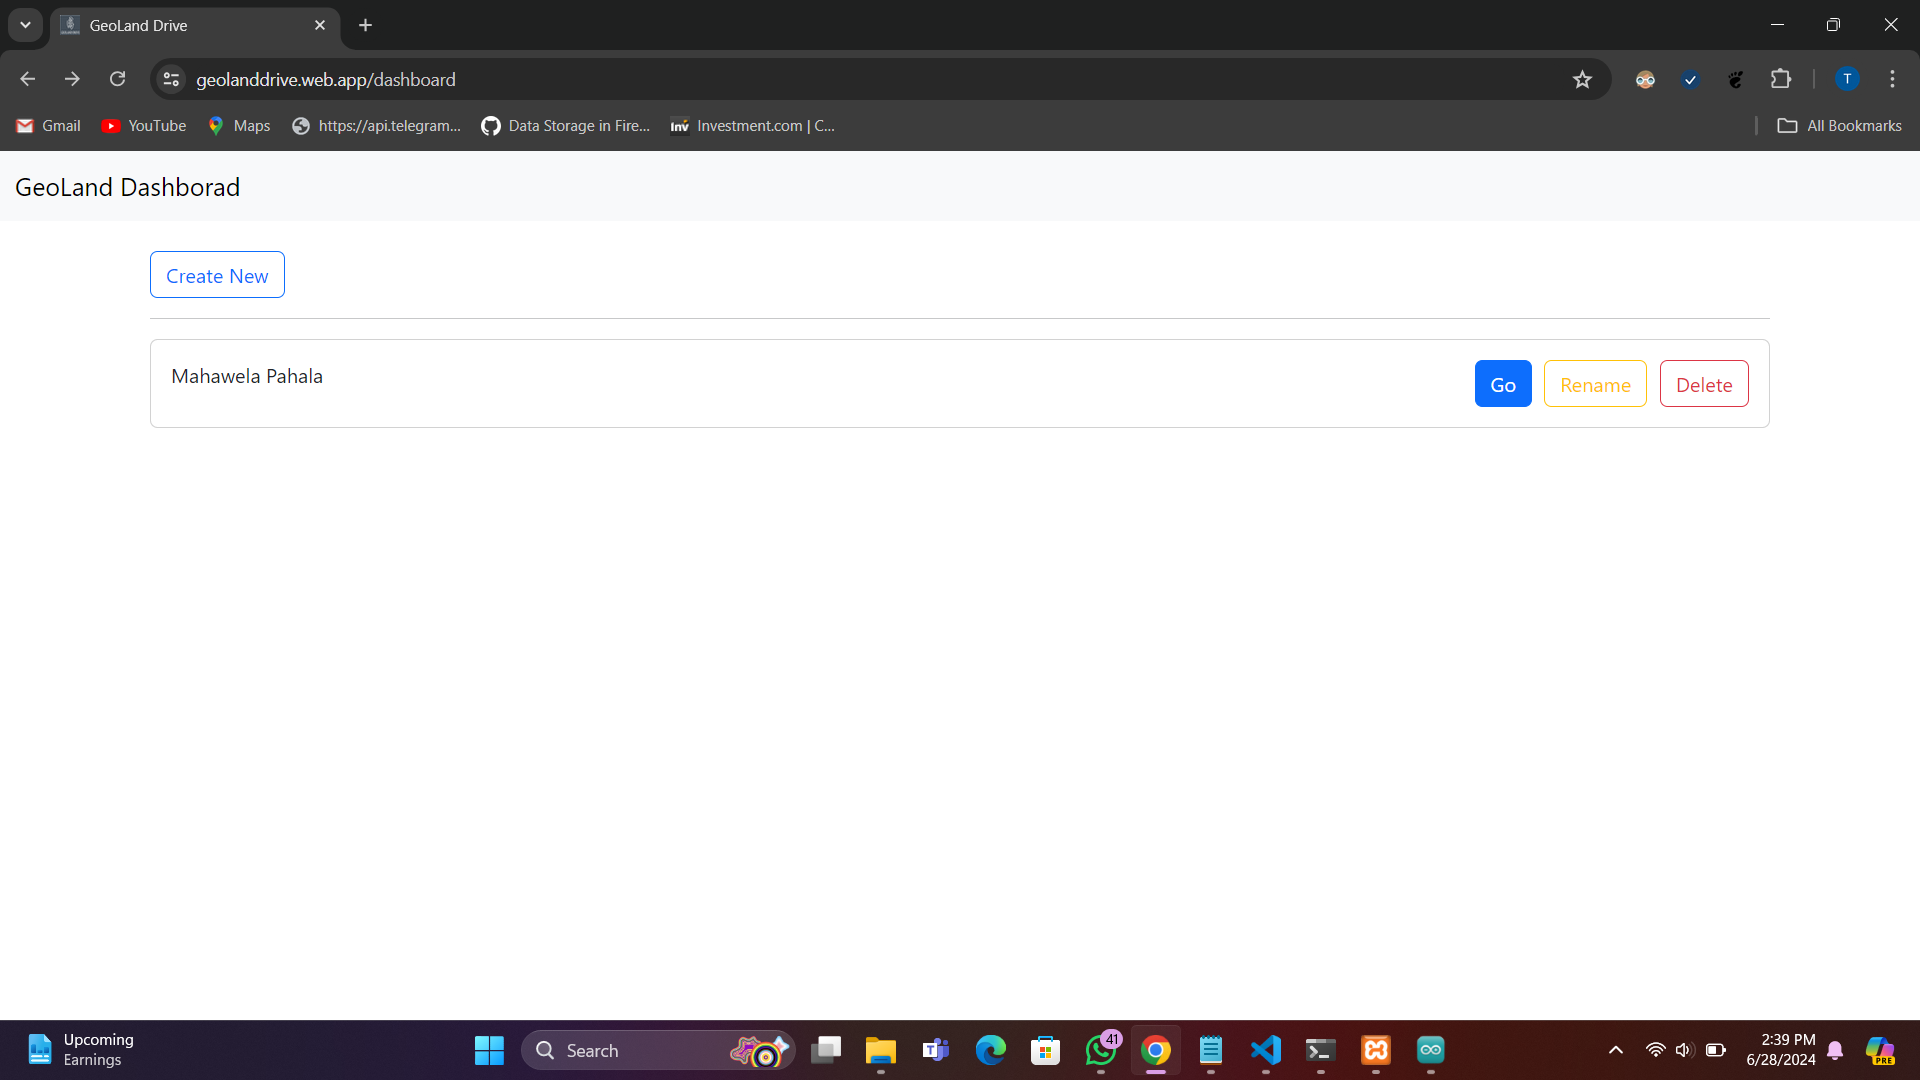 GeoLand Drive
geolanddrive.web.app/dashboard
Gmail YouTube Maps https://api.telegram... Data Storage in Fire... Inv Investment.com | C... All Bookmarks
T
GeoLand Dashborad
Create New
Mahawela Pahala Go Rename Delete
Upcoming
Earnings
Search
T
41
2:39 PM
6/28/2024
PRE